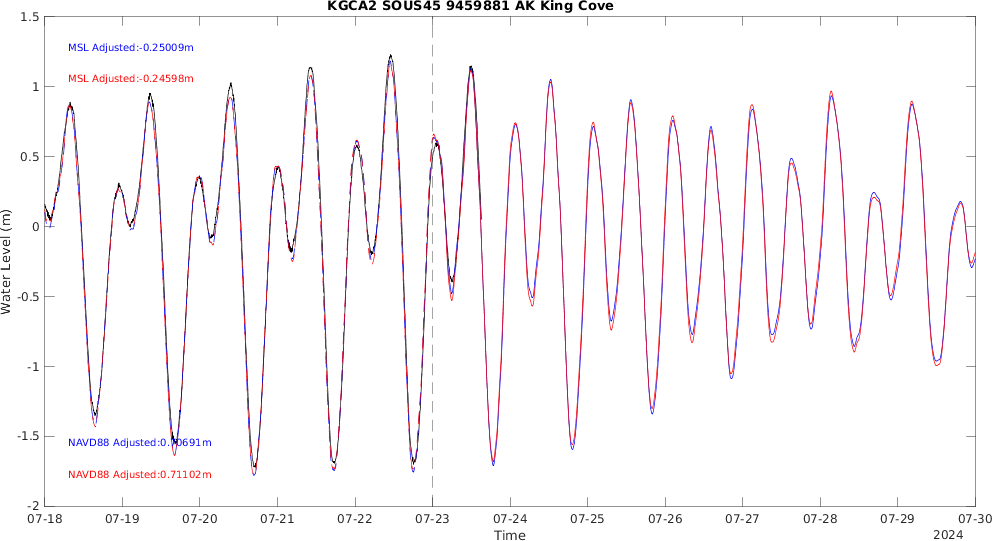 KGCA2 SOUS45 9459881 AK King Cove
Water Level (m)
1.5
1
0.5
0
-0.5
-1
-1.5
-2
MSL Adjusted:-0.25009m
MSL Adjusted:-0.24598m
NAVD88 Adjusted:0.70691m
NAVD88 Adjusted:0.71102m
07-18 07-19 07-20 07-21 07-22 07-23 07-24 07-25 07-26 07-27 07-28 07-29 07-30
Time
2024